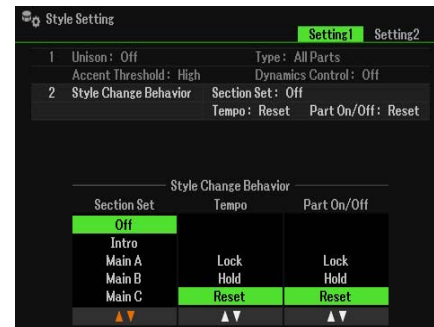 Style Setting
Setting1 Setting2
1 Unison: Off Type: All Parts
Accent Threshold: High Dynamics Control: Off
2 Style Change Behavior Section Set: Off
Tempo: Reset Part On/Off: Reset
Style Change Behavior
Section Set Tempo Part On/Off
Off
Intro
Main A Lock Lock
Main B Hold Hold
Main C Reset Reset